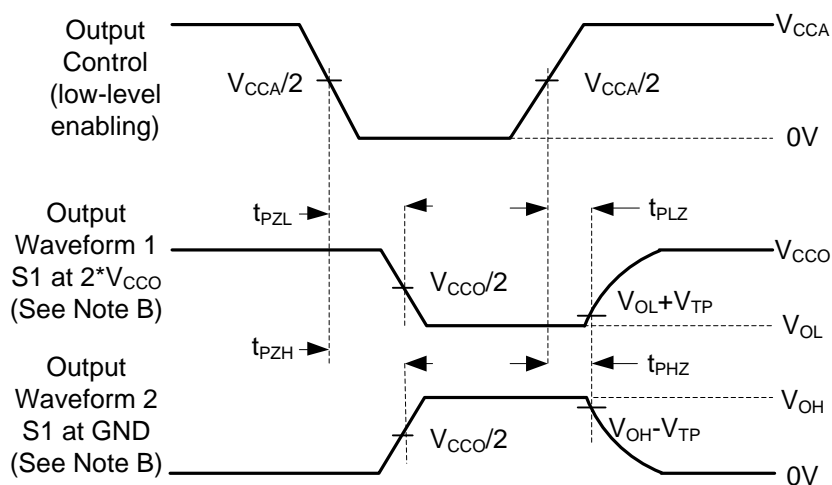 Output
Control
(low-level
enabling)
V_CCA/2
V_CCA/2
V_CCA
0V
t_PZL
t_PLZ
Output
Waveform 1
S1 at 2*V_CCO
(See Note B)
V_CCO/2
V_CCO
V_OL+V_TP
V_OL
t_PZH
t_PHZ
Output
Waveform 2
S1 at GND
(See Note B)
V_CCO/2
V_OH
V_OH-V_TP
0V